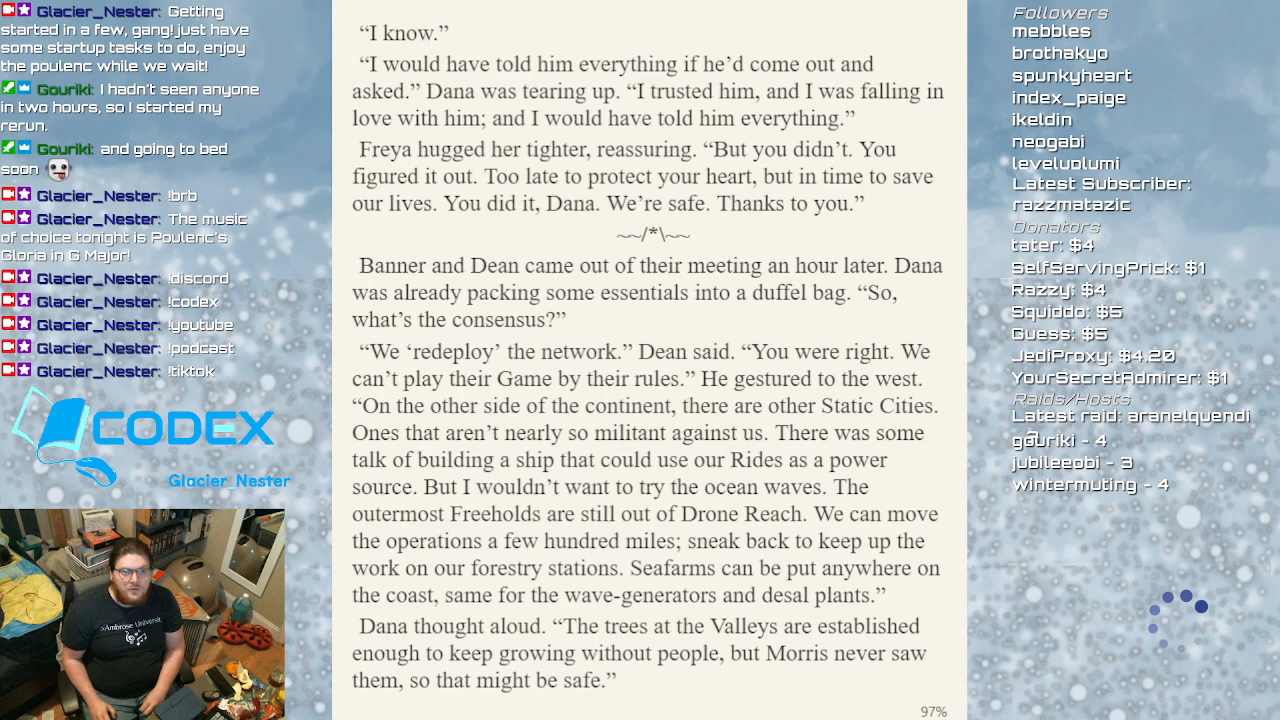 Glacier_Nester: Getting
started in a few, gang! just have
some startup tasks to do, enjoy
the poulenc while we wait!
Gouriki: I hadn't seen anyone
in two hours, so I started my
rerun.
Gouriki: and going to bed
soon
Glacier_Nester: !brb
Glacier_Nester: The music
of choice tonight is Poulenc's
Gloria in G Major!
Glacier_Nester: !discord
Glacier_Nester: !codex
Glacier_Nester: !youtube
Glacier_Nester: !podcast
Glacier_Nester: !tiktok
CODEX
Glacier_Nester
“I know.”
“I would have told him everything if he’d come out and
asked.” Dana was tearing up. “I trusted him, and I was falling in
love with him; and I would have told him everything.”
Freya hugged her tighter, reassuring. “But you didn’t. You
figured it out. Too late to protect your heart, but in time to save
our lives. You did it, Dana. We’re safe. Thanks to you.”
~~/*\~~
Banner and Dean came out of their meeting an hour later. Dana
was already packing some essentials into a duffel bag. “So,
what’s the consensus?”
“We ‘redeploy’ the network.” Dean said. “You were right. We
can’t play their Game by their rules.” He gestured to the west.
“On the other side of the continent, there are other Static Cities.
Ones that aren’t nearly so militant against us. There was some
talk of building a ship that could use our Rides as a power
source. But I wouldn’t want to try the ocean waves. The
outermost Freeholds are still out of Drone Reach. We can move
the operations a few hundred miles; sneak back to keep up the
work on our forestry stations. Seafarms can be put anywhere on
the coast, same for the wave-generators and desal plants.”
Dana thought aloud. “The trees at the Valleys are established
enough to keep growing without people, but Morris never saw
them, so that might be safe.”
97%
Followers
mebbles
brothakyo
spunkyheart
index_paige
ikeldin
neogabi
leveluolumi
Latest Subscriber:
razzmatazic
Donators
tater: $4
SelfServingPrick: $1
Razzy: $4
Squiddo: $5
Guess: $5
JediProxy: $4.20
YourSecretAdmirer: $1
Raids/Hosts
Latest raid: aranelquendi
gouriki - 4
jubileeobi - 3
wintermuting - 4